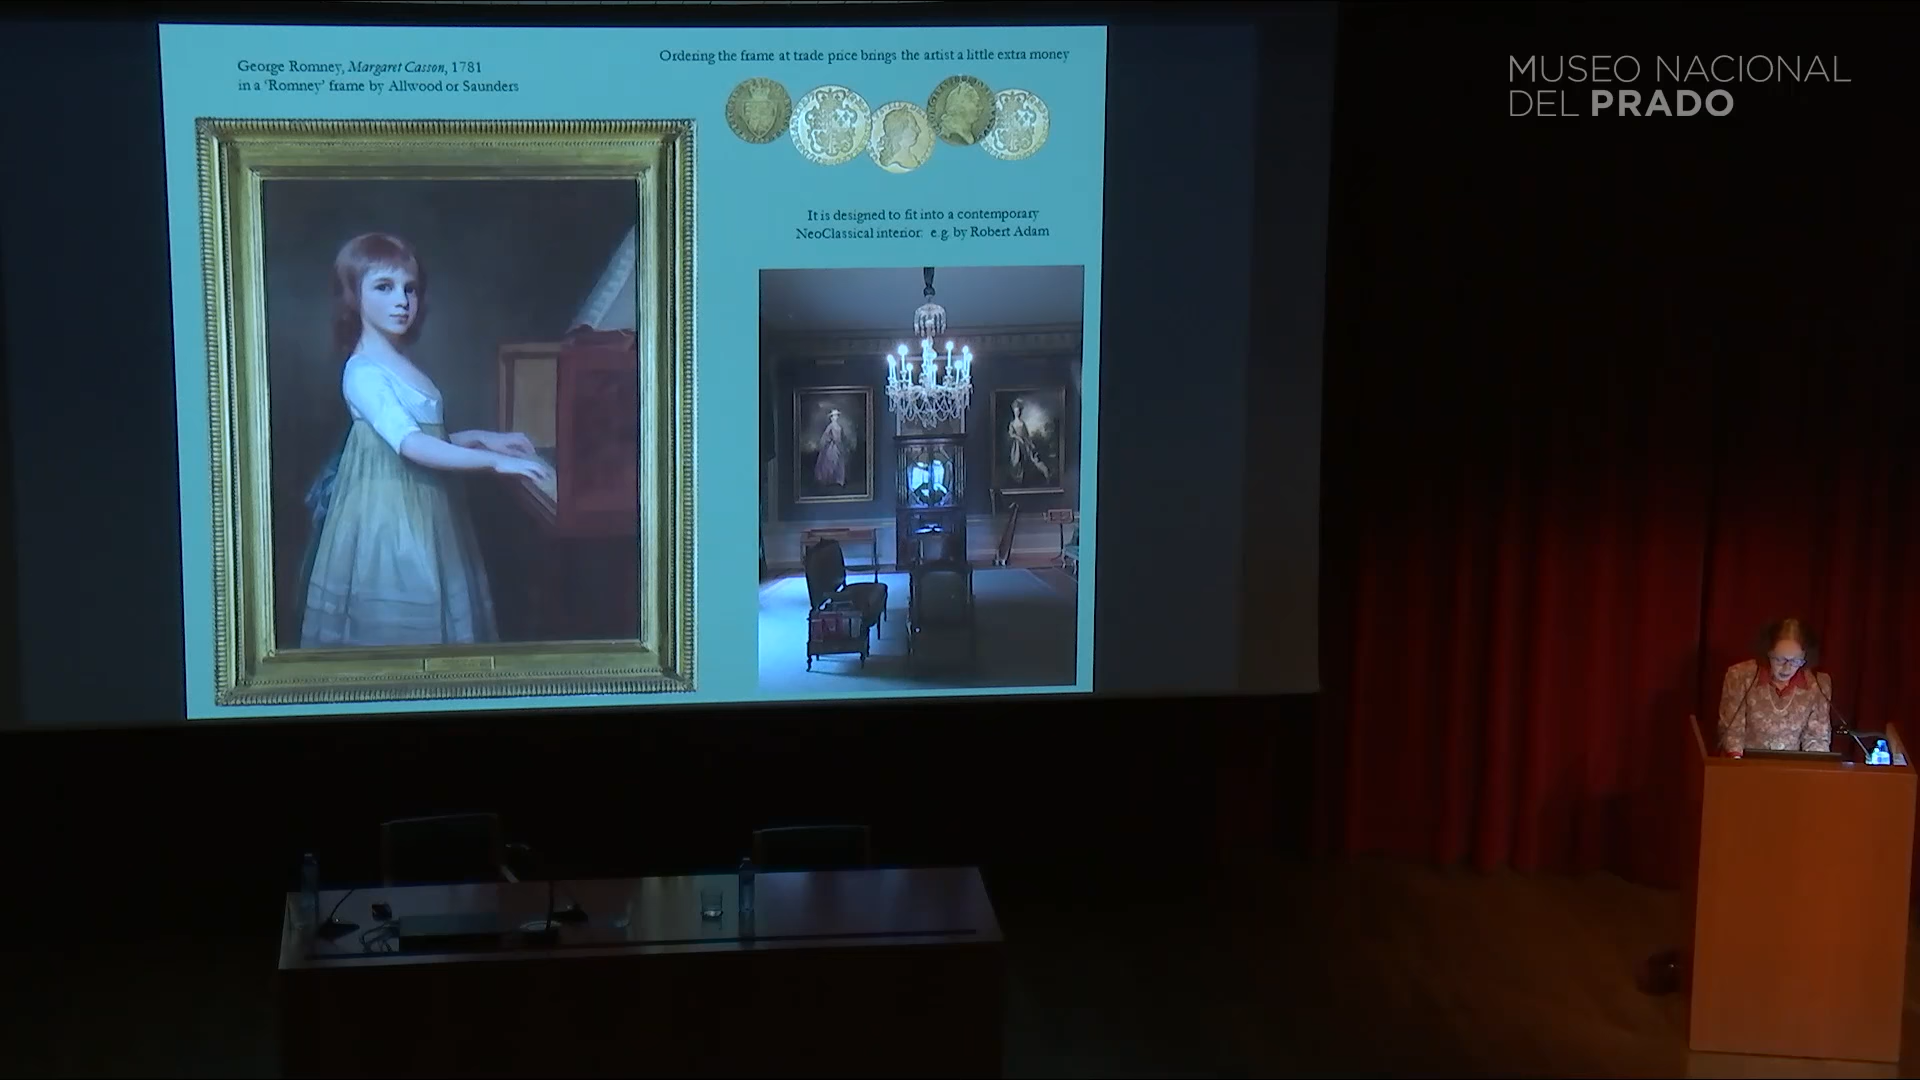 George Romney, Margaret Casson, 1781
in a 'Romney' frame by Allwood or Saunders
Ordering the frame at trade price brings the artist a little extra money
It is designed to fit into a contemporary
NeoClassical interior: e.g. by Robert Adam
MUSEO NACIONAL
DEL PRADO